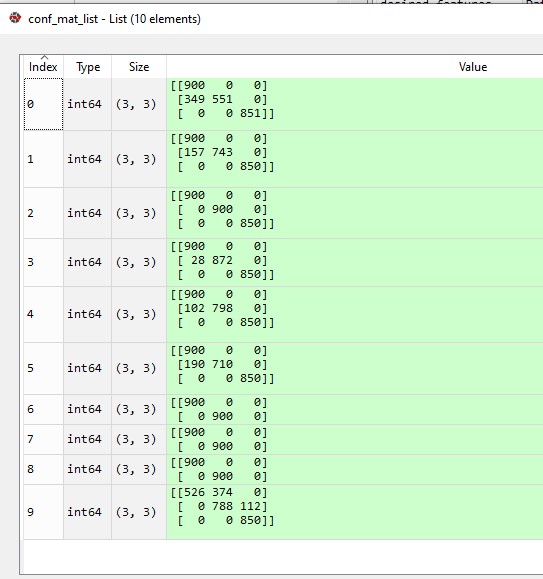 conf_mat_list - List (10 elements)
Index Type Size Value
0 int64 (3, 3) [[900 0 0]
[349 551 0]
[ 0 0 851]]
1 int64 (3, 3) [[900 0 0]
[157 743 0]
[ 0 0 850]]
2 int64 (3, 3) [[900 0 0]
[ 0 900 0]
[ 0 0 850]]
3 int64 (3, 3) [[900 0 0]
[ 28 872 0]
[ 0 0 850]]
4 int64 (3, 3) [[900 0 0]
[102 798 0]
[ 0 0 850]]
5 int64 (3, 3) [[900 0 0]
[190 710 0]
[ 0 0 850]]
6 int64 (3, 3) [[900 0 0]
[ 0 900 0]
7 int64 (3, 3) [[900 0 0]
[ 0 900 0]
8 int64 (3, 3) [[900 0 0]
[ 0 900 0]
9 int64 (3, 3) [[526 374 0]
[ 0 788 112]
[ 0 0 850]]